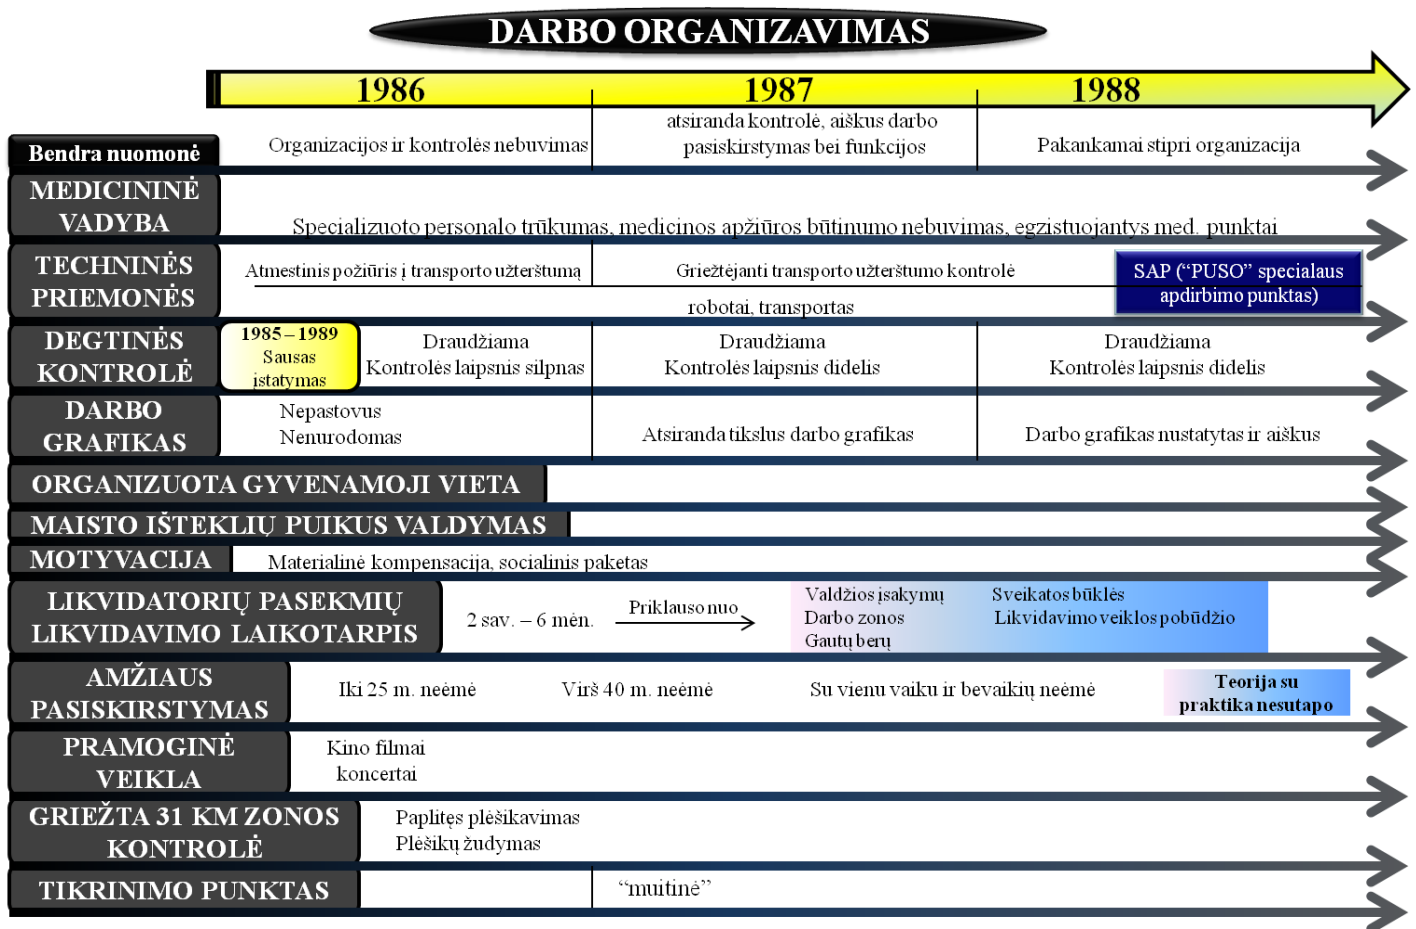 DARBO ORGANIZAVIMAS
1986
1987
1988
Bendra nuomonė
Organizacijos ir kontrolės nebuvimas
atsiranda kontrolė, aiškus darbo
pasiskirstymas bei funkcijos
Pakankamai stipri organizacija
MEDICININĖ
VADYBA
Specializuoto personalo trūkumas, medicinos apžiūros būtinumo nebuvimas, egzistuojantys med. punktai
TECHNINĖS
PRIEMONĖS
Atmestinis požiūris į transporto užterštumą
Griežtėjanti transporto užterštumo kontrolė
robotai, transportas
SAP (“PUSO” specialaus
apdirbimo punktas)
DEGTINĖS
KONTROLĖ
1985 – 1989
Sausas
įstatymas
Draudžiama
Kontrolės laipsnis silpnas
Draudžiama
Kontrolės laipsnis didelis
Draudžiama
Kontrolės laipsnis didelis
DARBO
GRAFIKAS
Nepastovus
Nenurodomas
Atsiranda tikslus darbo grafikas
Darbo grafikas nustatytas ir aiškus
ORGANIZUOTA GYVENAMOJI VIETA
MAISTO IŠTEKLIŲ PUIKUS VALDYMAS
MOTYVACIJA
Materialinė kompensacija, socialinis paketas
LIKVIDATORIŲ PASEKMIŲ
LIKVIDAVIMO LAIKOTARPIS
2 sav. – 6 mėn.
Priklauso nuo
Valdžios įsakymų
Darbo zonos
Gautų berų
Sveikatos būklės
Likvidavimo veiklos pobūdžio
AMŽIAUS
PASISKIRSTYMAS
Iki 25 m. neėmė
Virš 40 m. neėmė
Su vienu vaiku ir bevaikių neėmė
Teorija su
praktika nesutapo
PRAMOGINĖ
VEIKLA
Kino filmai
koncertai
GRIEŽTA 31 KM ZONOS
KONTROLĖ
Paplitęs plėšikavimas
Plėšikų žudymas
TIKRINIMO PUNKTAS
“muitinė”